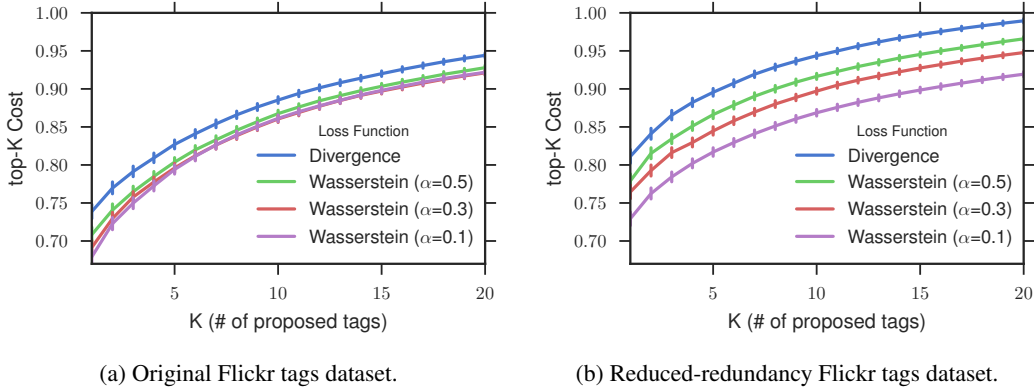 1.00
0.95
0.90
0.85
0.80
0.75
0.70
top-K Cost
Loss Function
Divergence
Wasserstein (α=0.5)
Wasserstein (α=0.3)
Wasserstein (α=0.1)
5 10 15 20
K (# of proposed tags)
(a) Original Flickr tags dataset.
1.00
0.95
0.90
0.85
0.80
0.75
0.70
top-K Cost
Loss Function
Divergence
Wasserstein (α=0.5)
Wasserstein (α=0.3)
Wasserstein (α=0.1)
5 10 15 20
K (# of proposed tags)
(b) Reduced-redundancy Flickr tags dataset.